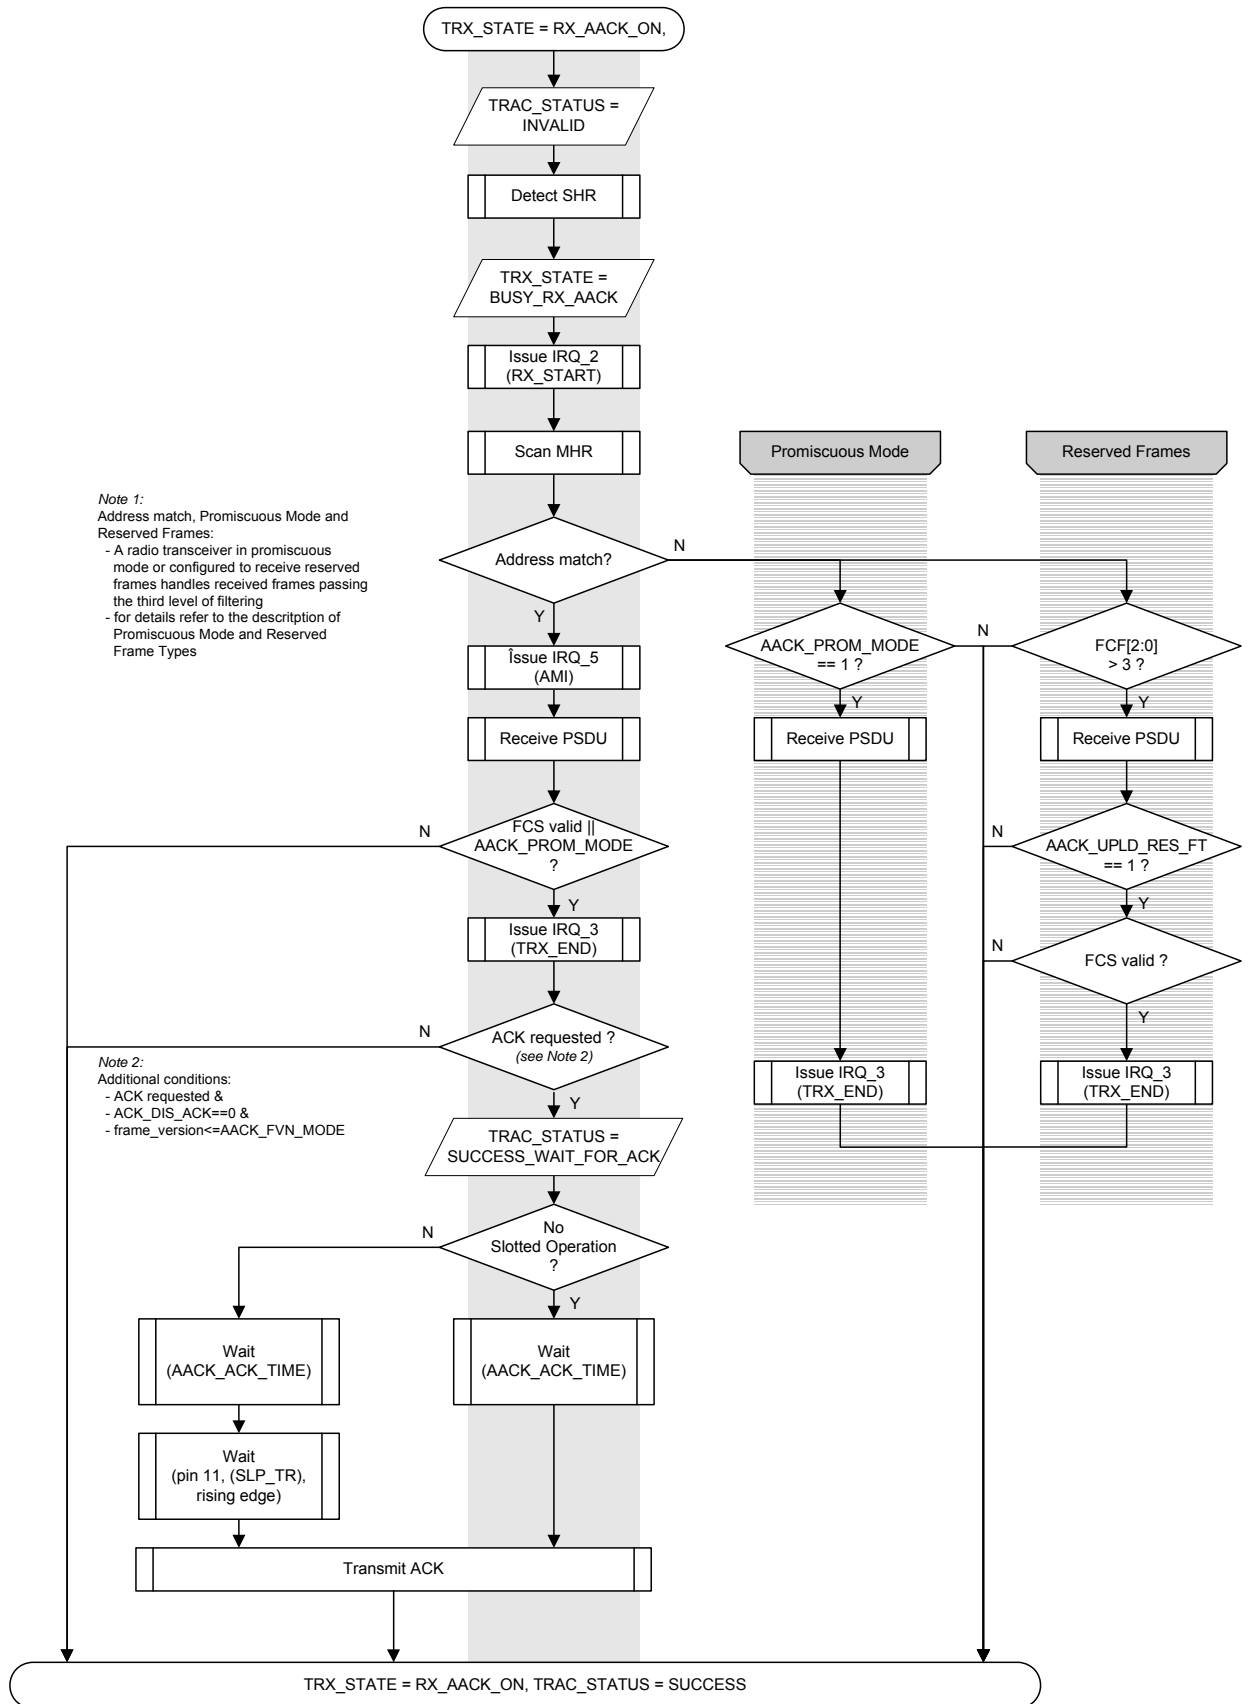 TRX_STATE = RX_AACK_ON,
TRAC_STATUS =
INVALID
Detect SHR
TRX_STATE =
BUSY_RX_AACK
Issue IRQ_2
(RX_START)
Scan MHR
Promiscuous Mode
Reserved Frames
Note 1:
Address match, Promiscuous Mode and
Reserved Frames:
- A radio transceiver in promiscuous
mode or configured to receive reserved
frames handles received frames passing
the third level of filtering
- for details refer to the descritption of
Promiscuous Mode and Reserved
Frame Types
Address match?
N
Y
Îssue IRQ_5
(AMI)
Receive PSDU
AACK_PROM_MODE
== 1 ?
N
Y
Receive PSDU
FCF[2:0]
> 3 ?
Y
Receive PSDU
N
FCS valid ||
AACK_PROM_MODE
?
Y
N
AACK_UPLD_RES_FT
== 1 ?
Y
Issue IRQ_3
(TRX_END)
N
FCS valid ?
Y
N
ACK requested ?
(see Note 2)
Y
Issue IRQ_3
(TRX_END)
Issue IRQ_3
(TRX_END)
Note 2:
Additional conditions:
- ACK requested &
- ACK_DIS_ACK==0 &
- frame_version<=AACK_FVN_MODE
TRAC_STATUS =
SUCCESS_WAIT_FOR_ACK
N
No
Slotted Operation
?
Y
Wait
(AACK_ACK_TIME)
Wait
(AACK_ACK_TIME)
Wait
(pin 11, (SLP_TR),
rising edge)
Transmit ACK
TRX_STATE = RX_AACK_ON, TRAC_STATUS = SUCCESS